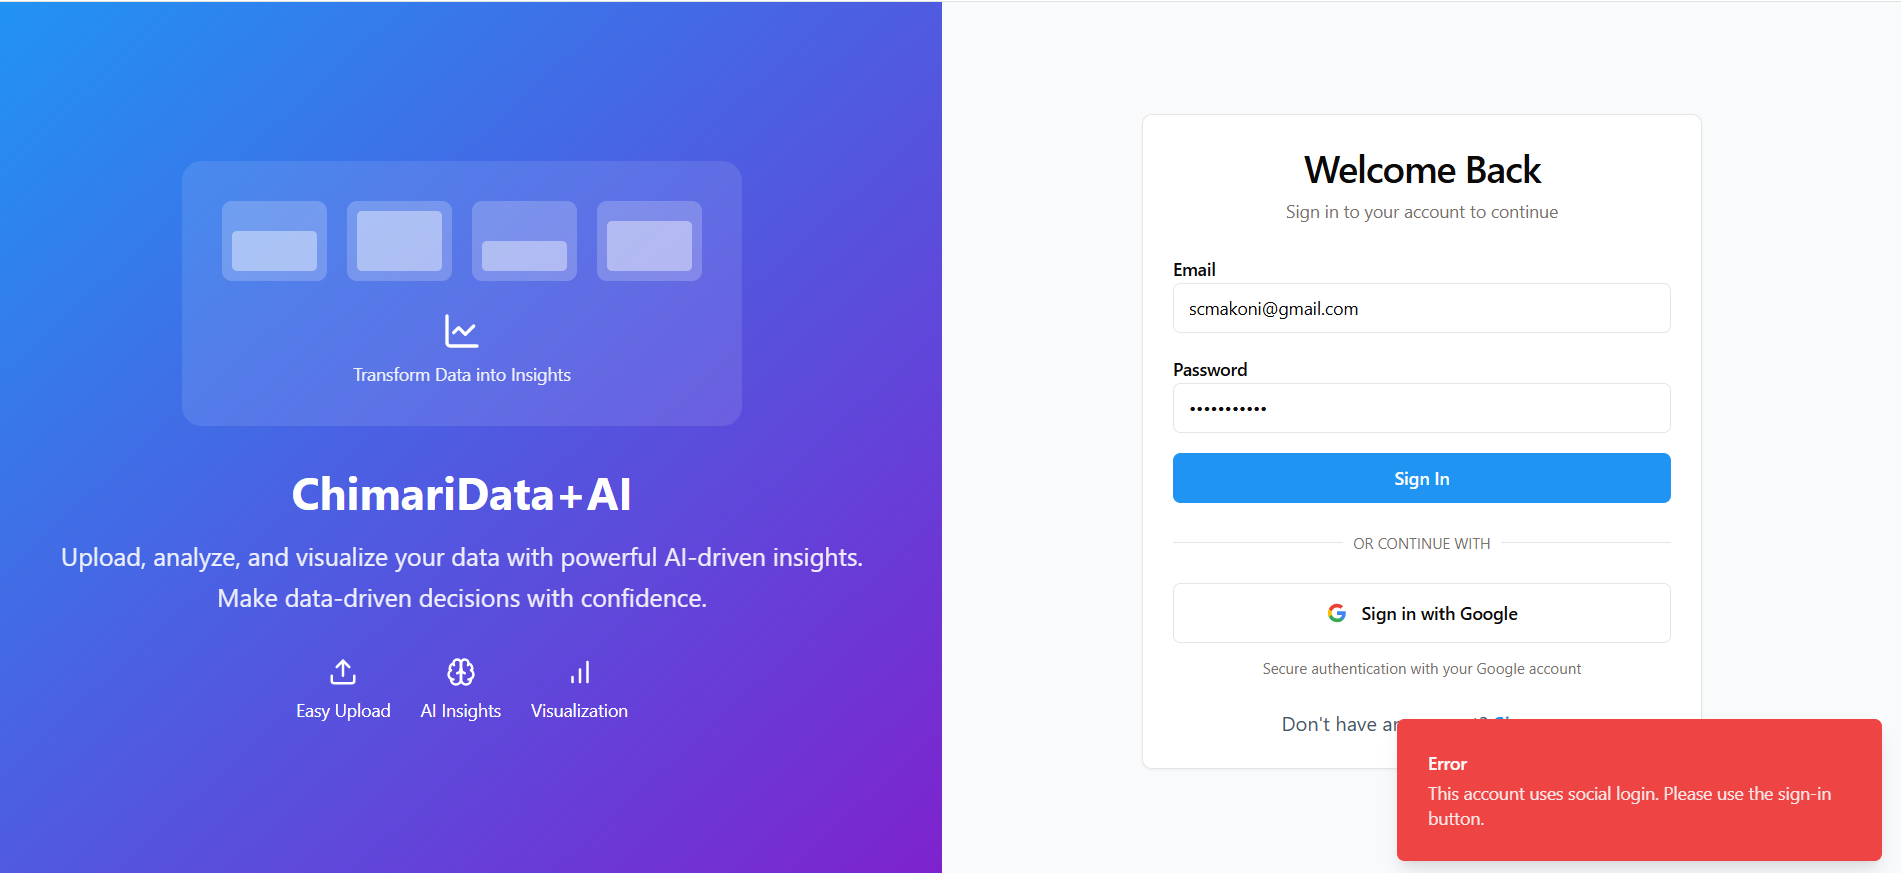 Transform Data into Insights
ChimariData+AI
Upload, analyze, and visualize your data with powerful AI-driven insights.
Make data-driven decisions with confidence.
Easy Upload
AI Insights
Visualization
Welcome Back
Sign in to your account to continue
Email
scmakoni@gmail.com
Password
•••••••••••
Sign In
OR CONTINUE WITH
Sign in with Google
Secure authentication with your Google account
Don't have
Error
This account uses social login. Please use the sign-in
button.